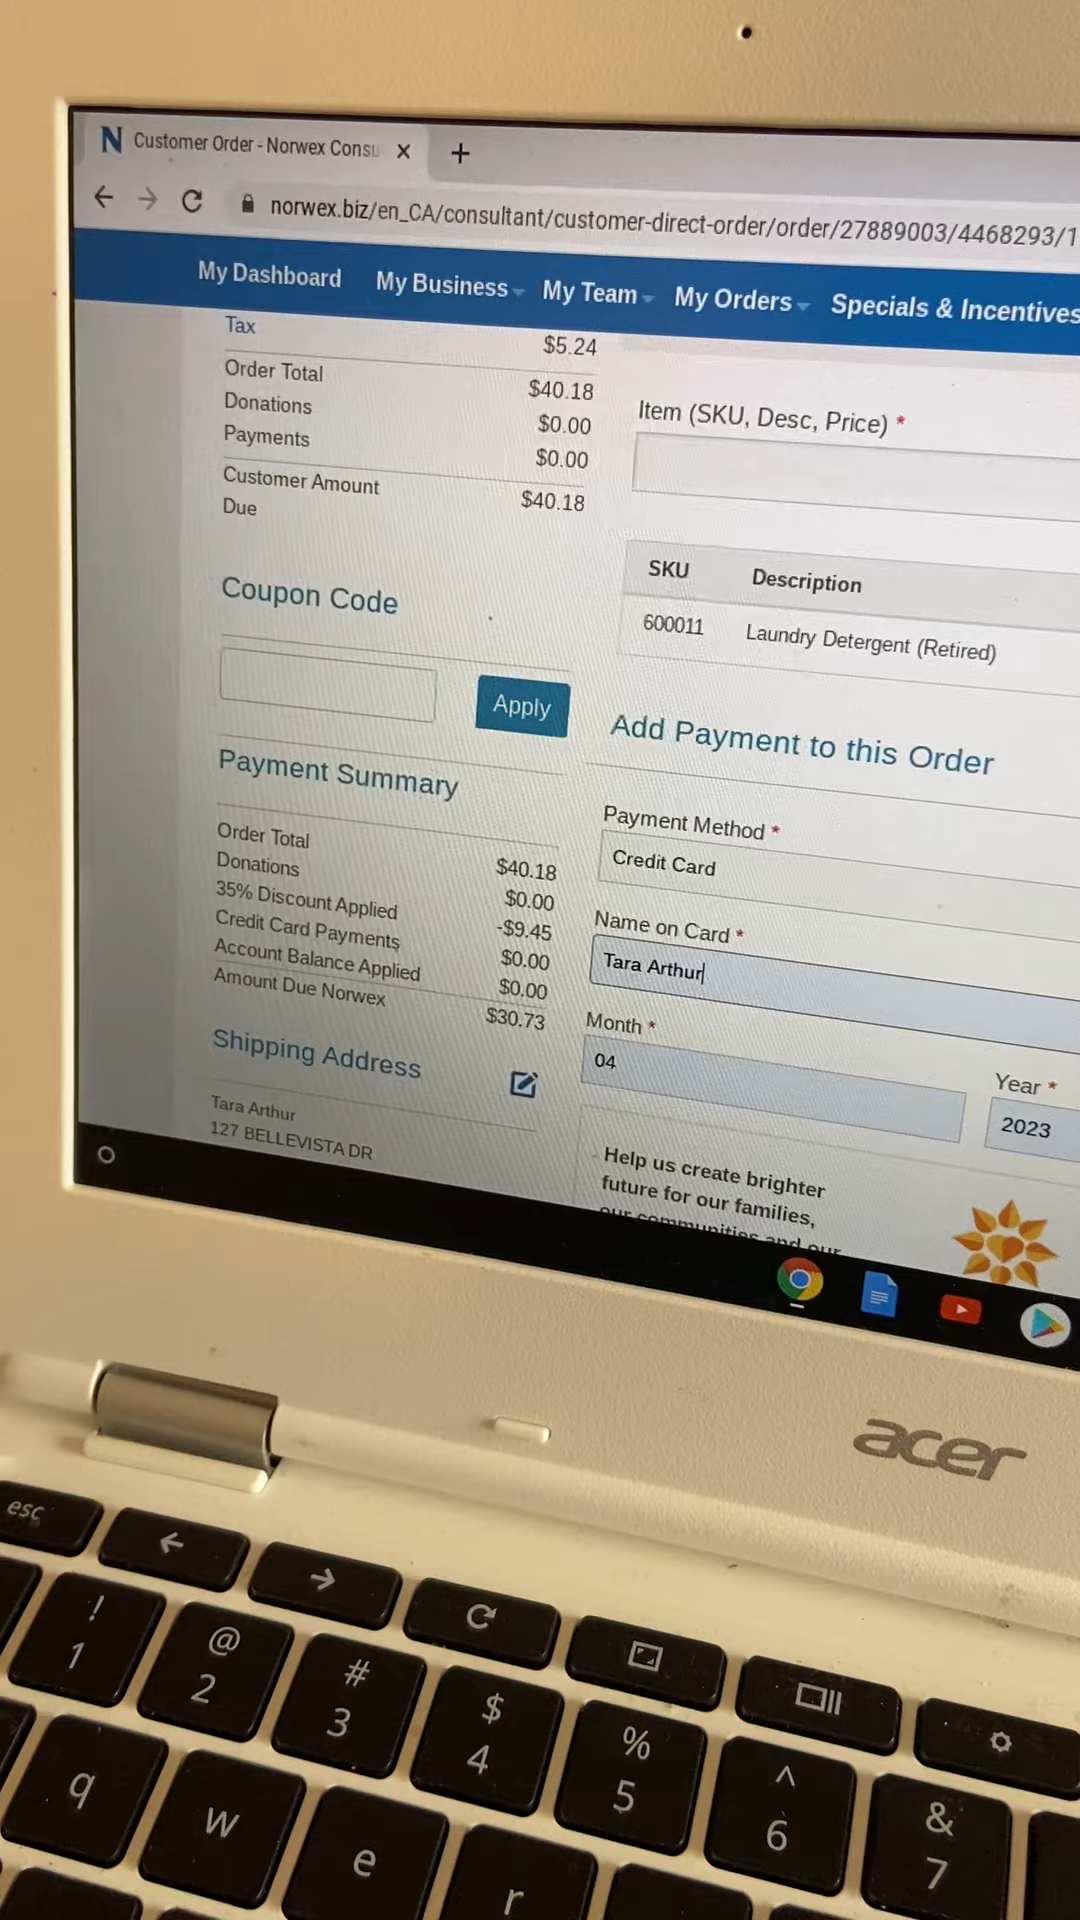 Customer Order - Norwex Consu
norwex.biz/en_CA/consultant/customer-direct-order/order/27889003/4468293/1
My Dashboard My Business My Team My Orders Specials & Incentives
Tax $5.24
Order Total $40.18
Donations $0.00
Payments $0.00
Customer Amount Due $40.18
Coupon Code
Apply
Payment Summary
Order Total $40.18
Donations $0.00
35% Discount Applied -$9.45
Credit Card Payments $0.00
Account Balance Applied $0.00
Amount Due Norwex $30.73
Shipping Address
Tara Arthur
127 BELLEVISTA DR
Item (SKU, Desc, Price) *
SKU Description
600011 Laundry Detergent (Retired)
Add Payment to this Order
Payment Method *
Credit Card
Name on Card *
Tara Arthur
Month *
04
Year *
2023
Help us create brighter
future for our families,
our communities and our
acer
esc
! 1
@ 2
# 3
$ 4
% 5
^ 6
& 7
q w e r